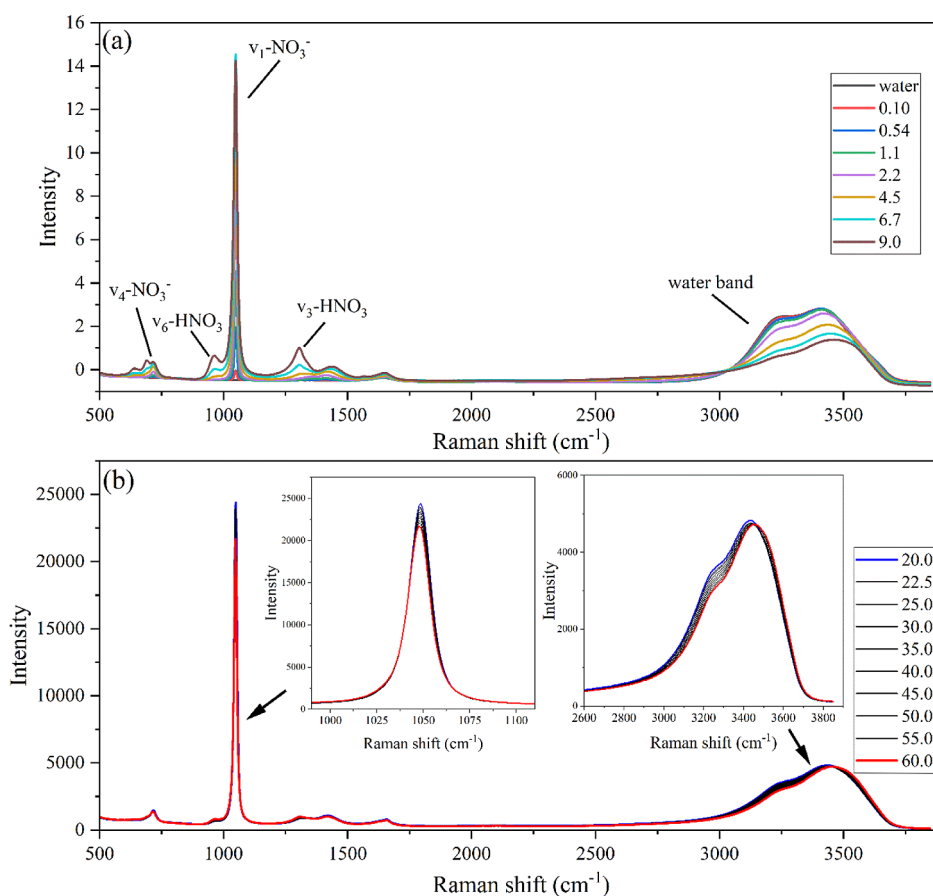 (a)
v₁-NO₃⁻
v₄-NO₃⁻
v₆-HNO₃
v₃-HNO₃
water band
water
0.10
0.54
1.1
2.2
4.5
6.7
9.0
16
14
12
10
8
6
4
2
0
Intensity
500 1000 1500 2000 2500 3000 3500
Raman shift (cm⁻¹)
(b)
25000
20000
15000
10000
5000
0
Intensity
25000
20000
15000
10000
5000
0
Intensity
1000 1025 1050 1075 1100
Raman shift (cm⁻¹)
6000
4000
2000
0
Intensity
2600 2800 3000 3200 3400 3600 3800
Raman shift (cm⁻¹)
20.0
22.5
25.0
30.0
35.0
40.0
45.0
50.0
55.0
60.0
500 1000 1500 2000 2500 3000 3500
Raman shift (cm⁻¹)